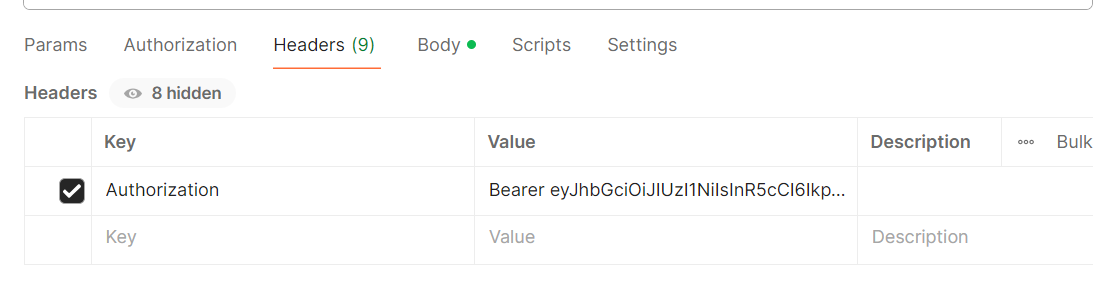 Params Authorization Headers (9) Body Scripts Settings
Headers 8 hidden
Key Value Description Bulk
Authorization Bearer eyJhbGciOiJIUzI1NiIsInR5cCI6Ikp...
Key Value Description